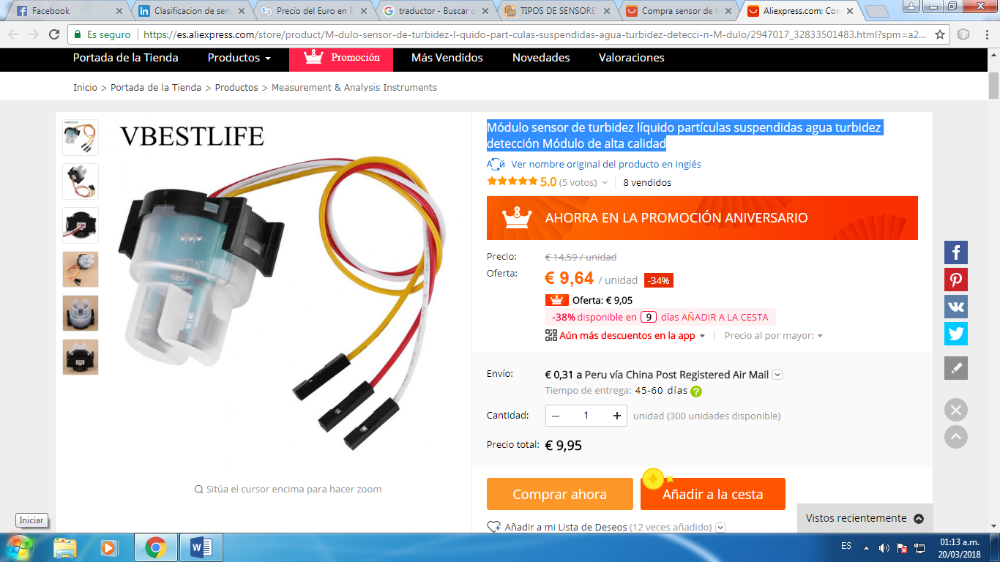 Facebook
Clasificacion de sen
Precio del Euro en P
traductor - Buscar c
TIPOS DE SENSORE
Compra sensor de t
Aliexpress.com: Com
Es seguro | https://es.aliexpress.com/store/product/M-dulo-sensor-de-turbidez-l-quido-part-culas-suspendidas-agua-turbidez-detecci-n-M-dulo/2947017_32833501483.html?spm=a2...
Portada de la Tienda Productos Promoción Más Vendidos Novedades Valoraciones
Inicio > Portada de la Tienda > Productos > Measurement & Analysis Instruments
VBESTLIFE
Sitúa el cursor encima para hacer zoom
Módulo sensor de turbidez líquido partículas suspendidas agua turbidez
detección Módulo de alta calidad
Ver nombre original del producto en inglés
5.0 (5 votos) 8 vendidos
AHORRA EN LA PROMOCIÓN ANIVERSARIO
Precio: € 14,59 / unidad
Oferta: € 9,64 / unidad -34%
Oferta: € 9,05
-38% disponible en 9 días AÑADIR A LA CESTA
Aún más descuentos en la app Precio al por mayor:
Envío: € 0,31 a Peru vía China Post Registered Air Mail
Tiempo de entrega: 45-60 días ?
Cantidad: − 1 + unidad (300 unidades disponible)
Precio total: € 9,95
Comprar ahora Añadir a la cesta
Añadir a mi Lista de Deseos (12 veces añadido)
Vistos recientemente
Iniciar
ES
01:13 a.m.
20/03/2018